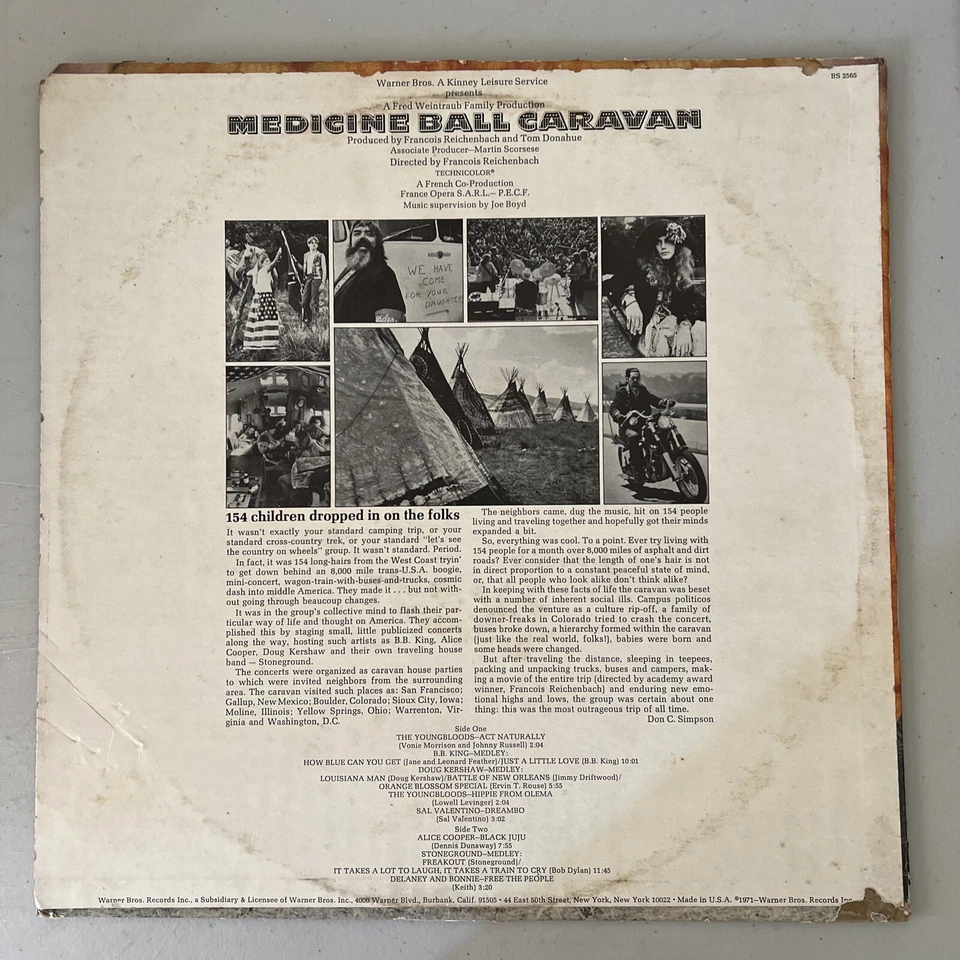 BS 2565
Warner Bros. A Kinney Leisure Service
presents
A Fred Weintraub Family Production
MEDICINE BALL CARAVAN
Produced by Francois Reichenbach and Tom Donahue
Associate Producer—Martin Scorsese
Directed by Francois Reichenbach
TECHNICOLOR®
A French Co-Production
France Opera S.A.R.L.— P.E.C.F.
Music supervision by Joe Boyd
WE HAVE
COME
FOR YOUR
DAUGHTER
154 children dropped in on the folks
It wasn't exactly your standard camping trip, or your
standard cross-country trek, or your standard "let's see
the country on wheels" group. It wasn't standard. Period.
In fact, it was 154 long-hairs from the West Coast tryin'
to get down behind an 8,000 mile trans-U.S.A. boogie,
mini-concert, wagon-train-with-buses-and-trucks, cosmic
dash into middle America. They made it . . . but not with-
out going through beaucoup changes.
It was in the group's collective mind to flash their par-
ticular way of life and thought on America. They accom-
plished this by staging small, little publicized concerts
along the way, hosting such artists as B.B. King, Alice
Cooper, Doug Kershaw and their own traveling house
band — Stoneground.
The concerts were organized as caravan house parties
to which were invited neighbors from the surrounding
area. The caravan visited such places as: San Francisco;
Gallup, New Mexico; Boulder, Colorado; Sioux City, Iowa;
Moline, Illinois; Yellow Springs, Ohio; Warrenton, Vir-
ginia and Washington, D.C.
The neighbors came, dug the music, hit on 154 people
living and traveling together and hopefully got their minds
expanded a bit.
So, everything was cool. To a point. Ever try living with
154 people for a month over 8,000 miles of asphalt and dirt
roads? Ever consider that the length of one's hair is not
in direct proportion to a constant peaceful state of mind,
or, that all people who look alike don't think alike?
In keeping with these facts of life the caravan was beset
with a number of inherent social ills. Campus politicos
denounced the venture as a culture rip-off, a family of
downer-freaks in Colorado tried to crash the concert,
buses broke down, a hierarchy formed within the caravan
(just like the real world, folks!), babies were born and
some heads were changed.
But after traveling the distance, sleeping in teepees,
packing and unpacking trucks, buses and campers, mak-
ing a movie of the entire trip (directed by academy award
winner, Francois Reichenbach) and enduring new emo-
tional highs and lows, the group was certain about one
thing: this was the most outrageous trip of all time.
Don C. Simpson
Side One
THE YOUNGBLOODS—ACT NATURALLY
(Vonie Morrison and Johnny Russell) 2:04
B.B. KING—MEDLEY:
HOW BLUE CAN YOU GET (Jane and Leonard Feather)/JUST A LITTLE LOVE (B.B. King) 10:01
DOUG KERSHAW—MEDLEY:
LOUISIANA MAN (Doug Kershaw)/BATTLE OF NEW ORLEANS (Jimmy Driftwood)/
ORANGE BLOSSOM SPECIAL (Ervin T. Rouse) 5:55
THE YOUNGBLOODS—HIPPIE FROM OLEMA
(Lowell Levinger) 2:04
SAL VALENTINO—DREAMBO
(Sal Valentino) 3:02
Side Two
ALICE COOPER—BLACK JUJU
(Dennis Dunaway) 7:55
STONEGROUND—MEDLEY:
FREAKOUT (Stoneground)/
IT TAKES A LOT TO LAUGH, IT TAKES A TRAIN TO CRY (Bob Dylan) 11:45
DELANEY AND BONNIE—FREE THE PEOPLE
(Keith) 3:20
Warner Bros. Records Inc., a Subsidiary & Licensee of Warner Bros. Inc., 4000 Warner Blvd., Burbank, Calif. 91505 • 44 East 50th Street, New York, New York 10022 • Made in U.S.A. ℗1971—Warner Bros. Records Inc.